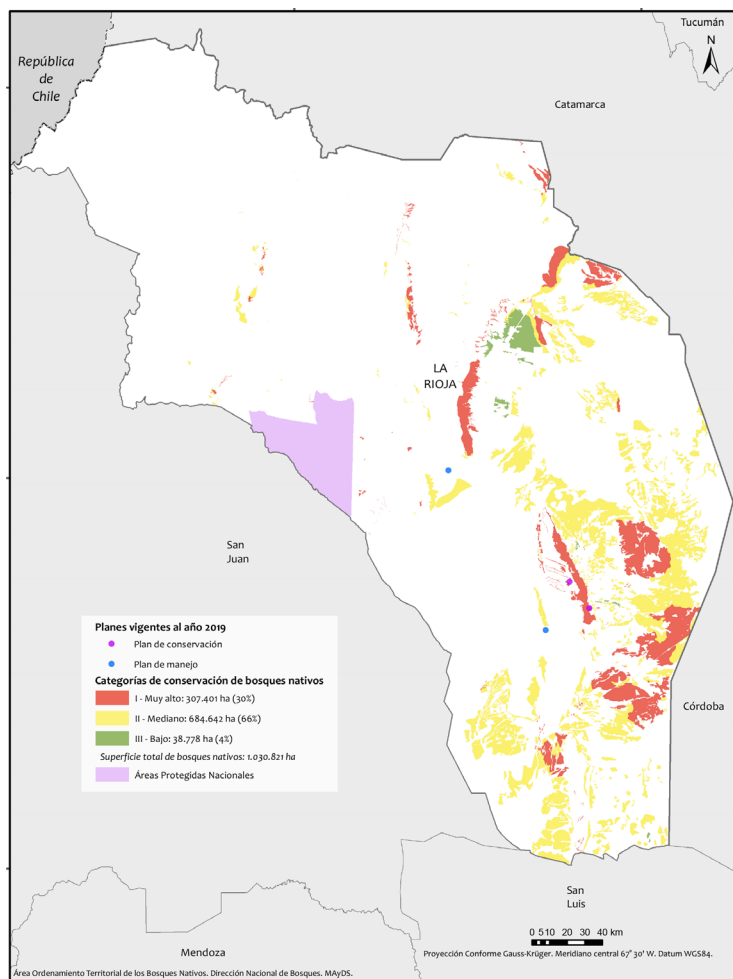 Tucumán
N
República
de
Chile
Catamarca
LA
RIOJA
San
Juan
Planes vigentes al año 2019
Plan de conservación
Plan de manejo
Categorías de conservación de bosques nativos
I - Muy alto: 307.401 ha (30%)
II - Mediano: 684.642 ha (66%)
III - Bajo: 38.778 ha (4%)
Superficie total de bosques nativos: 1.030.821 ha
Áreas Protegidas Nacionales
Córdoba
San
Luis
0 5 10 20 30 40 km
Mendoza
Proyección Conforme Gauss-Krüger. Meridiano central 67° 30' W. Datum WGS84.
Área Ordenamiento Territorial de los Bosques Nativos. Dirección Nacional de Bosques. MAyDS.